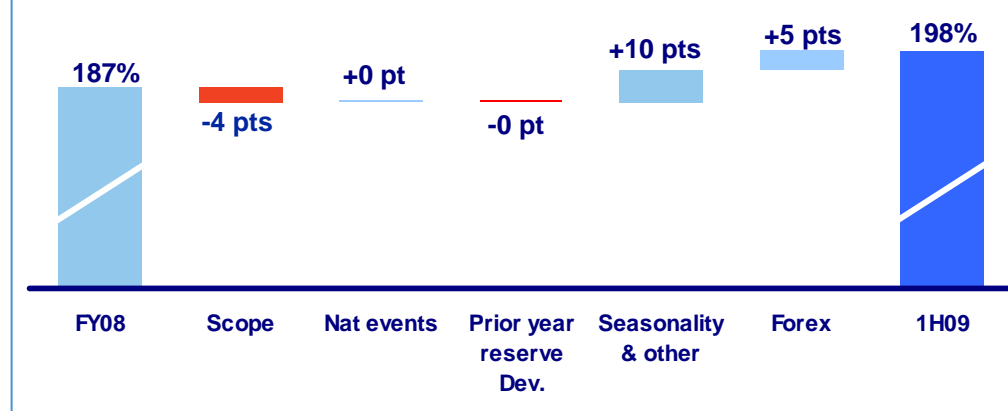 187%
-4 pts
+0 pt
-0 pt
+10 pts
+5 pts
198%
FY08
Scope
Nat events
Prior year
reserve
Dev.
Seasonality
& other
Forex
1H09